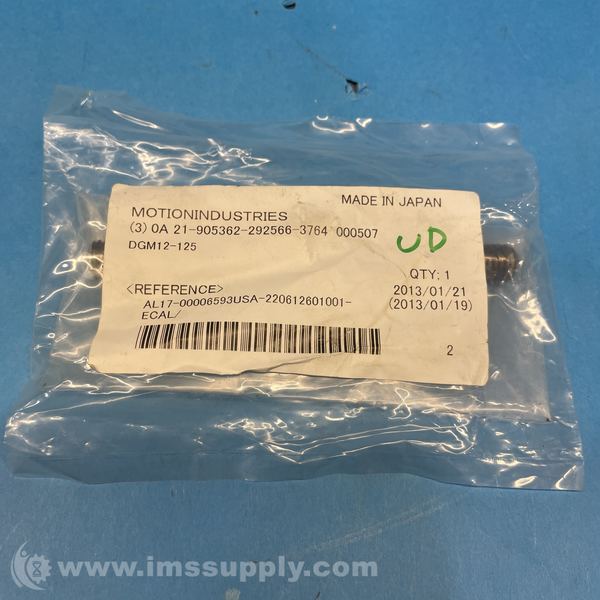 MADE IN JAPAN
MOTIONINDUSTRIES
(3) 0A 21-905362-292566-3764 000507
DGM12-125
UD
QTY: 1
<REFERENCE> 2013/01/21
AL17-00006593USA-220612601001- (2013/01/19)
ECAL/
2
www.imssupply.com